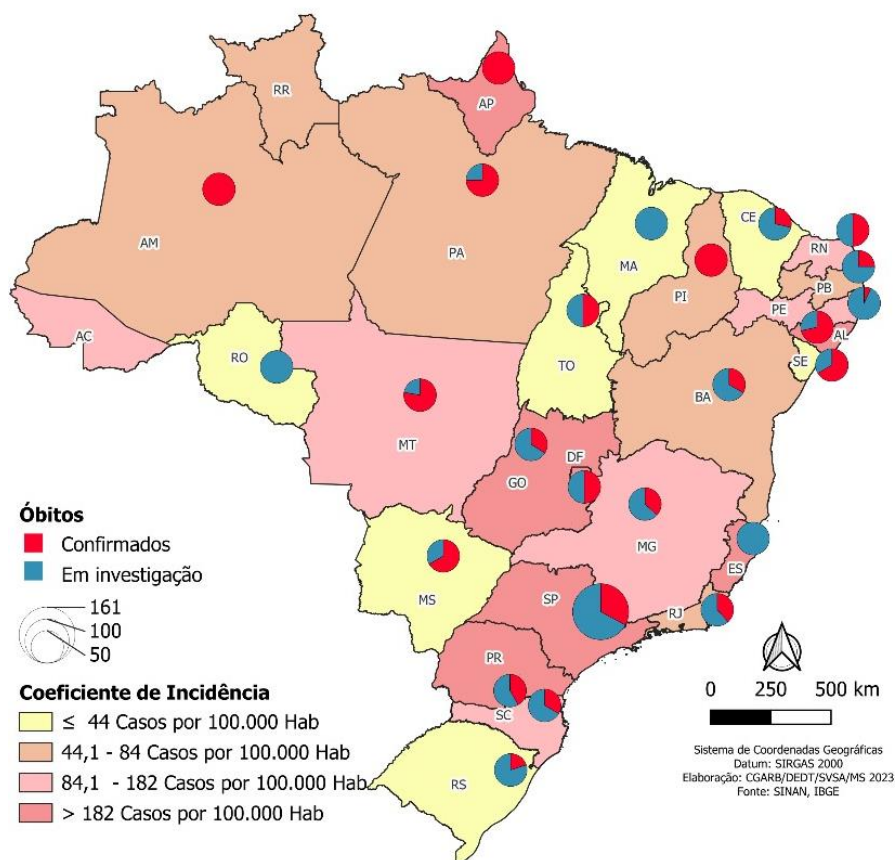 RR
AP
AM
PA
MA
CE
RN
PB
PI
PE
AL
SE
AC
RO
TO
BA
MT
GO
DF
MG
ES
MS
SP
RJ
PR
SC
RS
Óbitos
Confirmados
Em investigação
161
100
50
Coeficiente de Incidência
≤ 44 Casos por 100.000 Hab
44,1 - 84 Casos por 100.000 Hab
84,1 - 182 Casos por 100.000 Hab
> 182 Casos por 100.000 Hab
0 250 500 km
Sistema de Coordenadas Geográficas
Datum: SIRGAS 2000
Elaboração: CGARB/DEDT/SVSA/MS 2023
Fonte: SINAN, IBGE